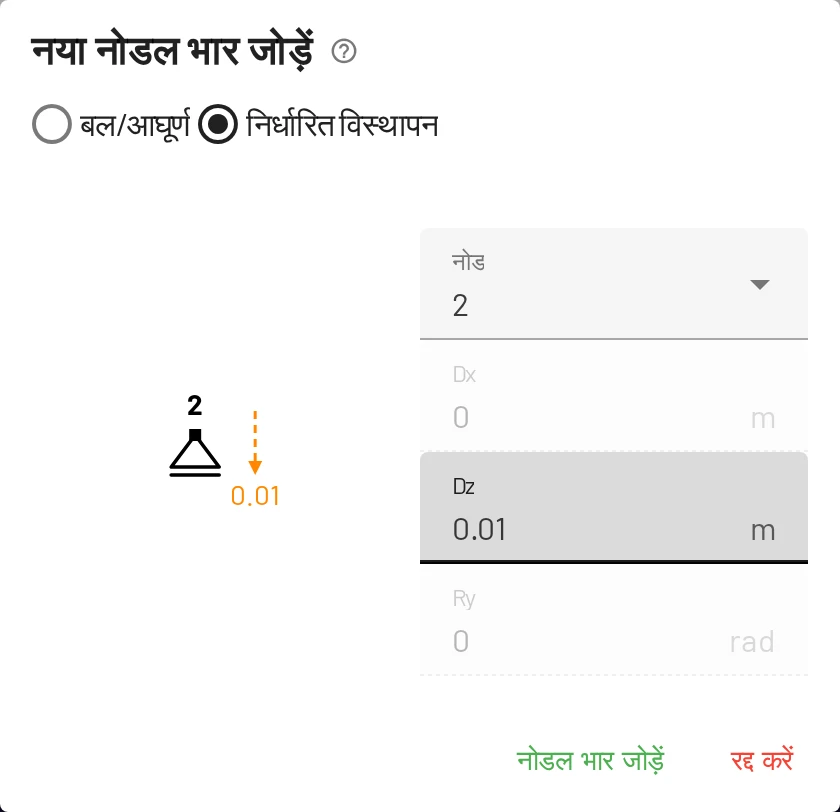 नया नोडल भार जोड़ें ?
बल/आघूर्ण निर्धारित विस्थापन
नोड
2
Dx
0 m
2
0.01
Dz
0.01 m
Ry
0 rad
नोडल भार जोड़ें रद्द करें